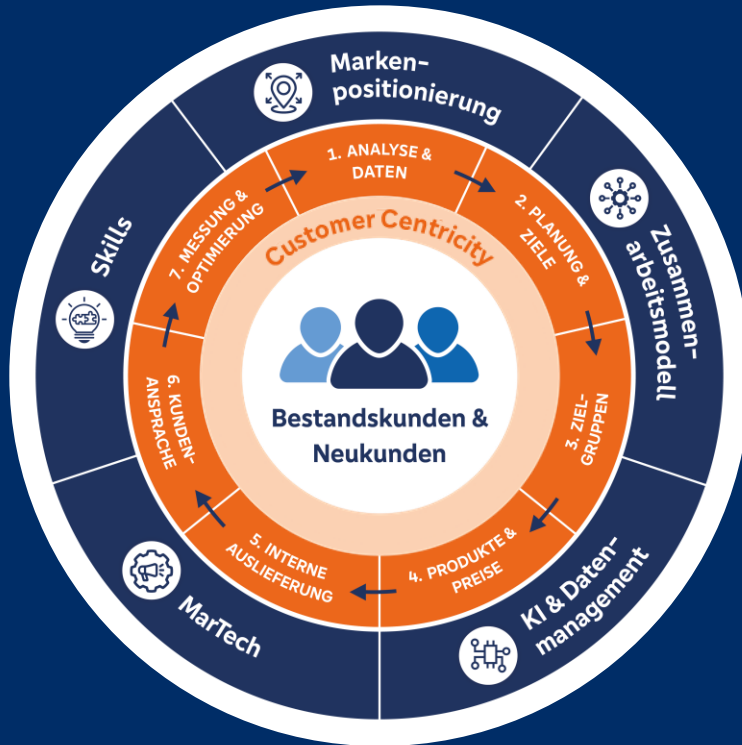 Marken-
positionierung
Zusammen-
arbeitsmodell
KI & Daten-
management
MarTech
Skills
1. ANALYSE &
DATEN
2. PLANUNG &
ZIELE
3. ZIEL-
GRUPPEN
4. PRODUKTE &
PREISE
5. INTERNE
AUSLIEFERUNG
6. KUNDEN-
ANSPRACHE
7. MESSUNG &
OPTIMIERUNG
Customer Centricity
Bestandskunden &
Neukunden